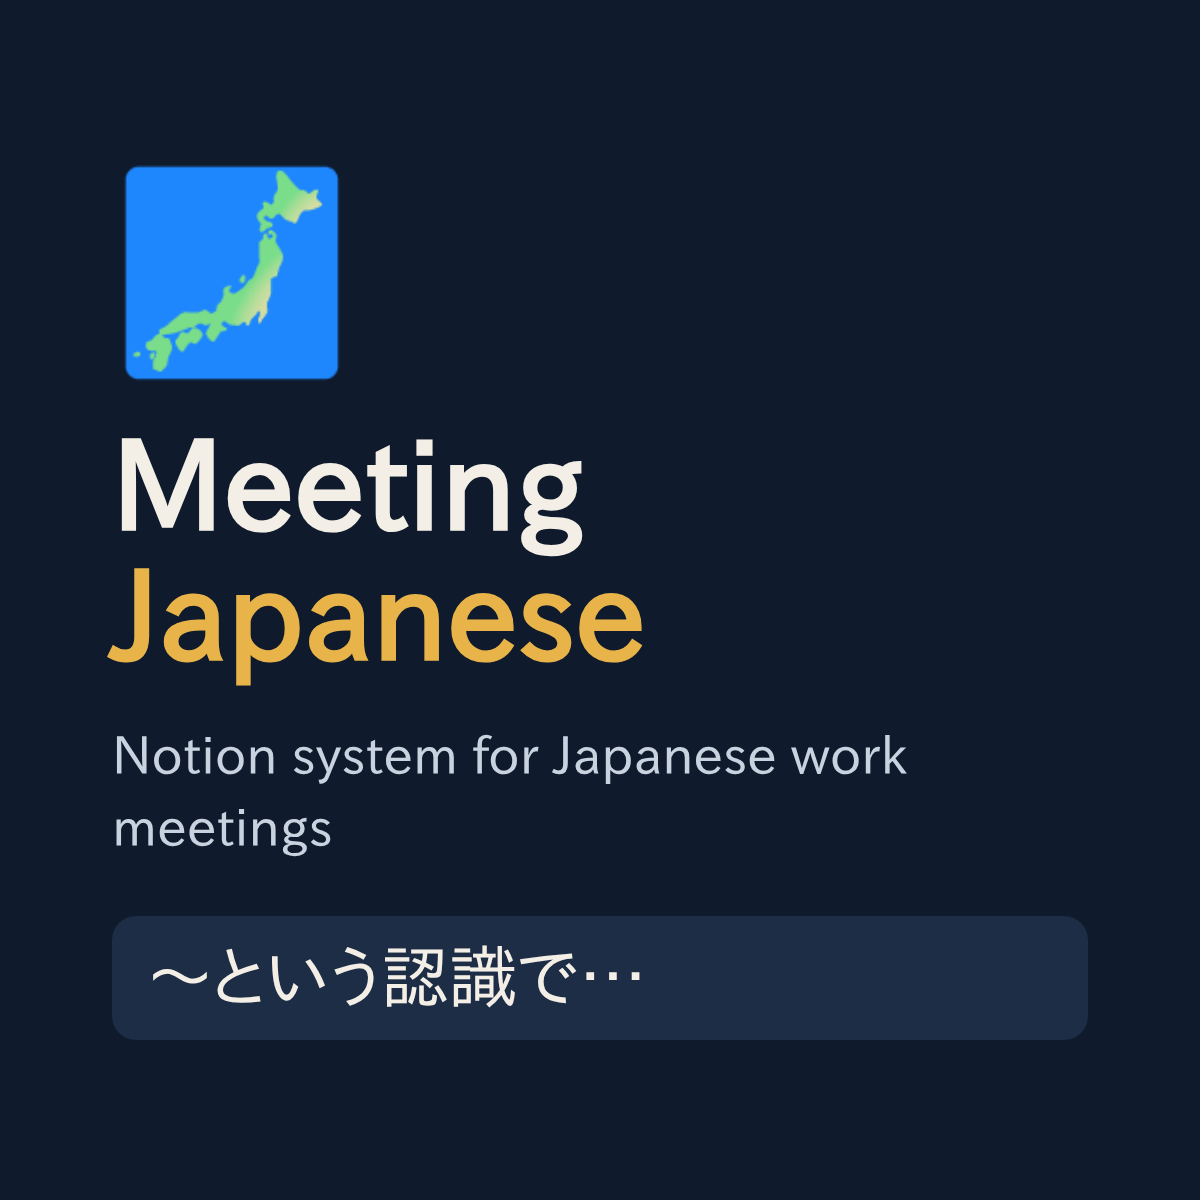 Meeting
Japanese
Notion system for Japanese work
meetings
〜という認識で…